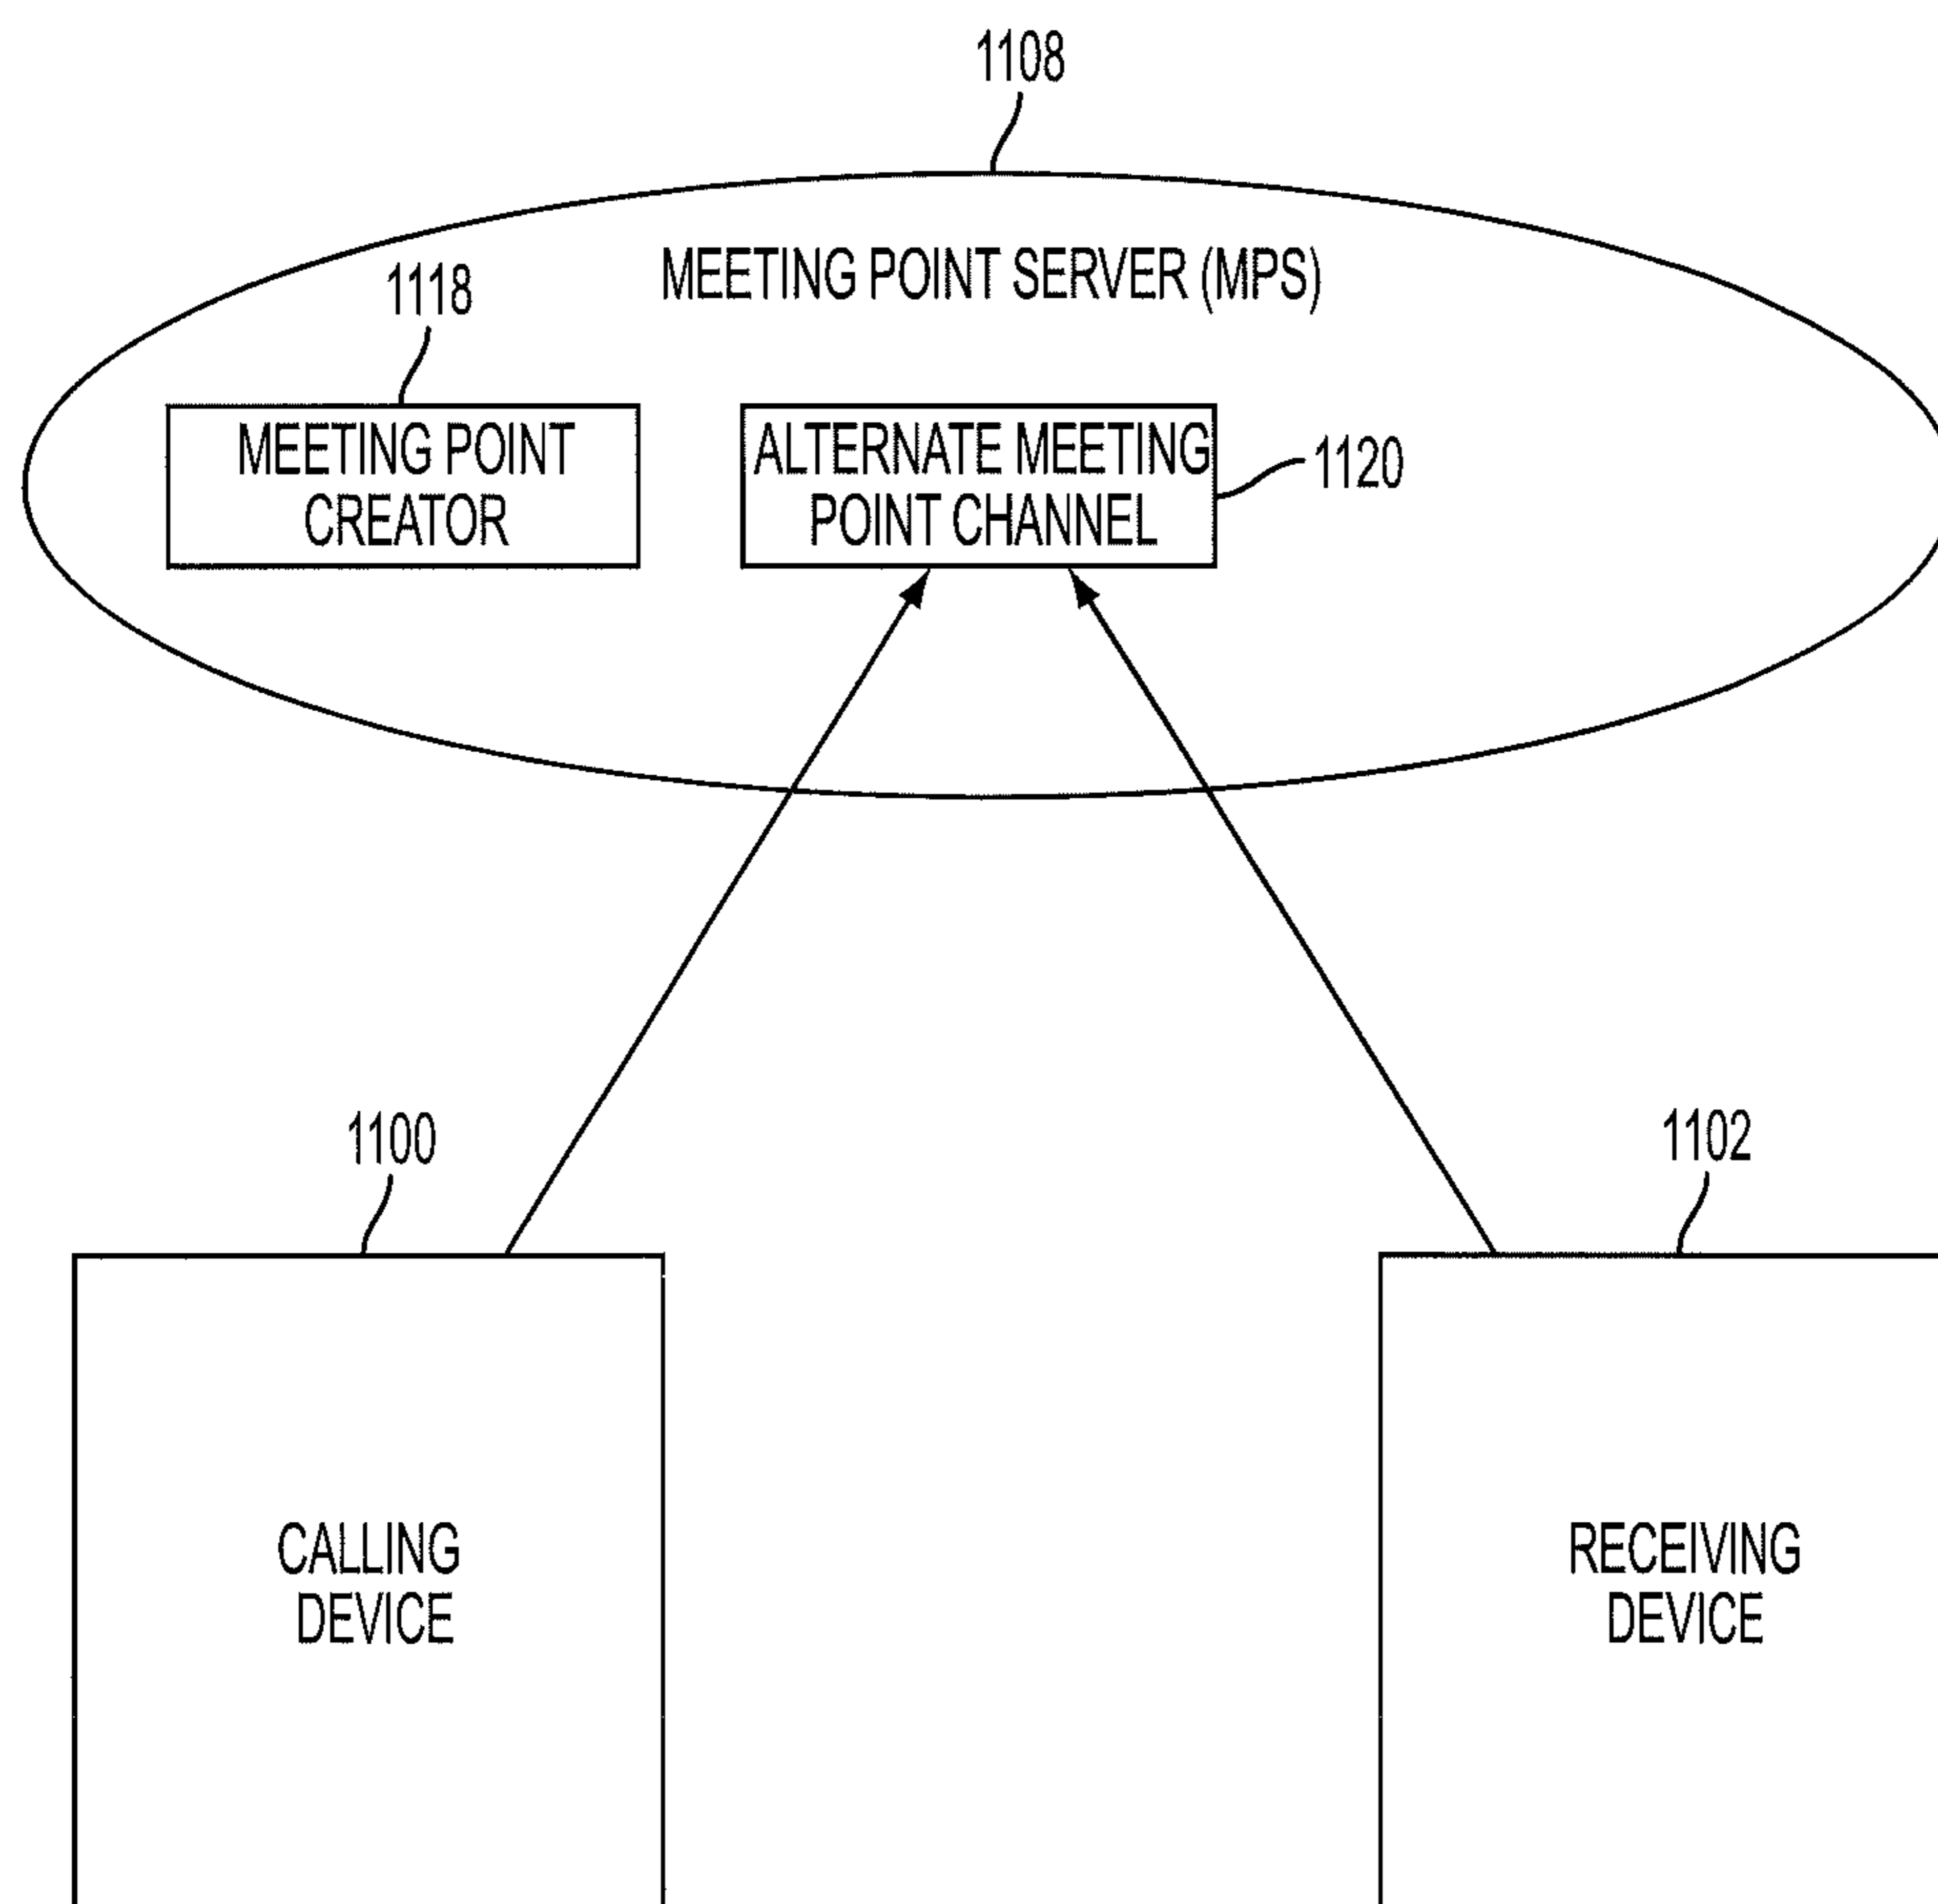 1108
MEETING POINT SERVER (MPS)
1118
MEETING POINT
CREATOR
ALTERNATE MEETING
POINT CHANNEL
1120
1100
1102
CALLING
DEVICE
RECEIVING
DEVICE